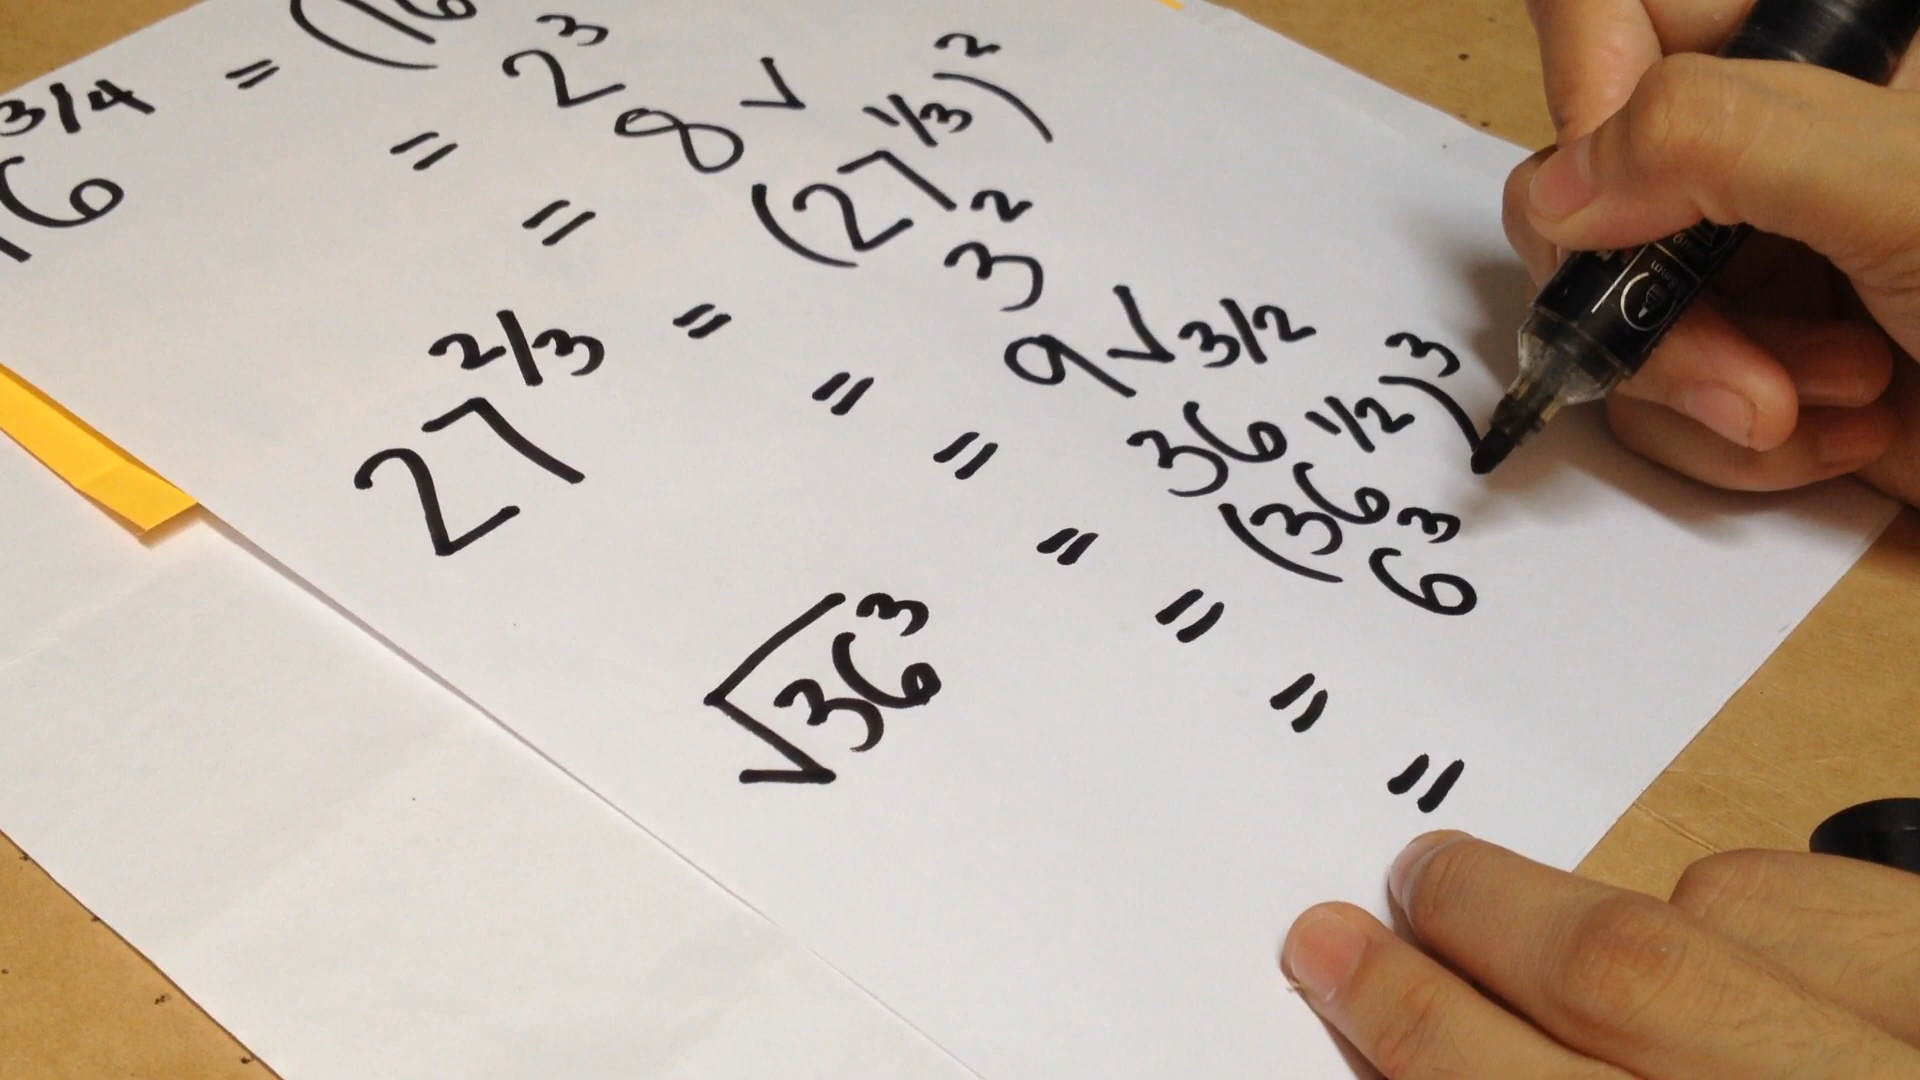 16^{3/4} = (16
= 2^3
= 8 ✓
27^{2/3} = (27^{1/3})^2
= 3^2
= 9 ✓
√36^3 = 36^{3/2}
= (36^{1/2})^3
= 6^3
=